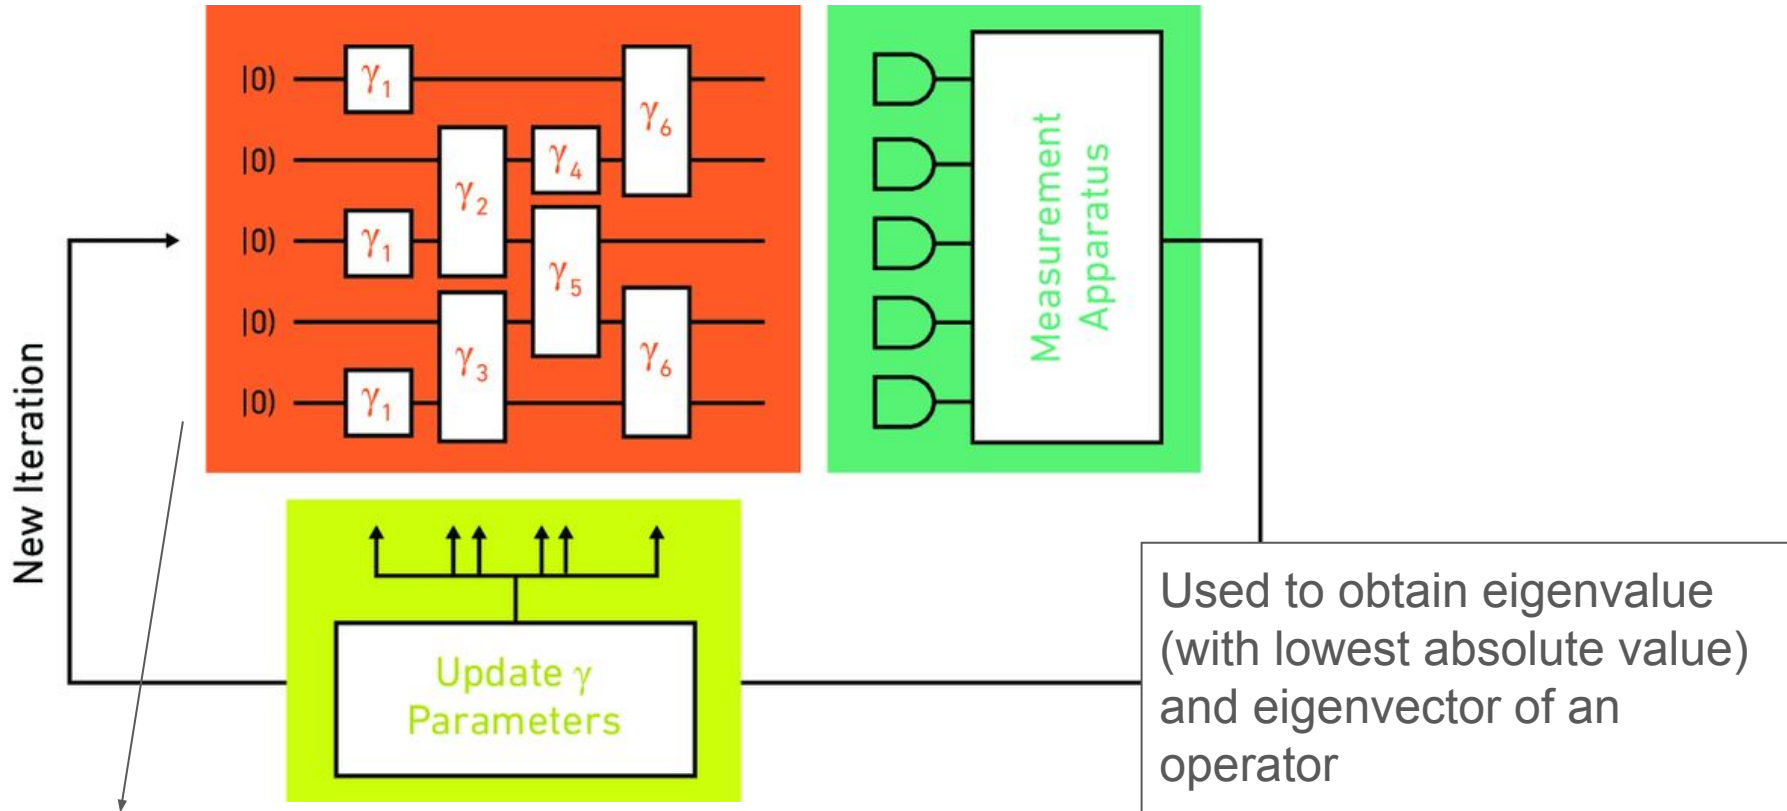 |0)
γ₁
γ₆
|0)
γ₂
γ₄
|0)
γ₁
γ₅
|0)
γ₃
γ₆
|0)
γ₁
Measurement
Apparatus
New Iteration
Update γ
Parameters
Used to obtain eigenvalue
(with lowest absolute value)
and eigenvector of an
operator